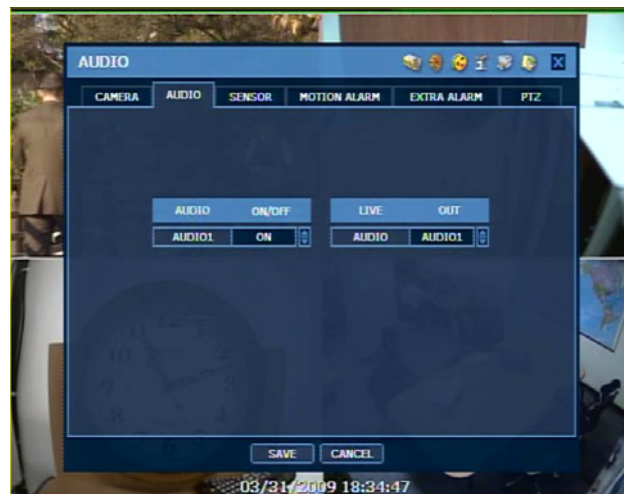 AUDIO
CAMERA AUDIO SENSOR MOTION ALARM EXTRA ALARM PTZ
AUDIO ON/OFF LIVE OUT
AUDIO1 ON AUDIO AUDIO1
SAVE CANCEL
03/31/2009 18:34:47